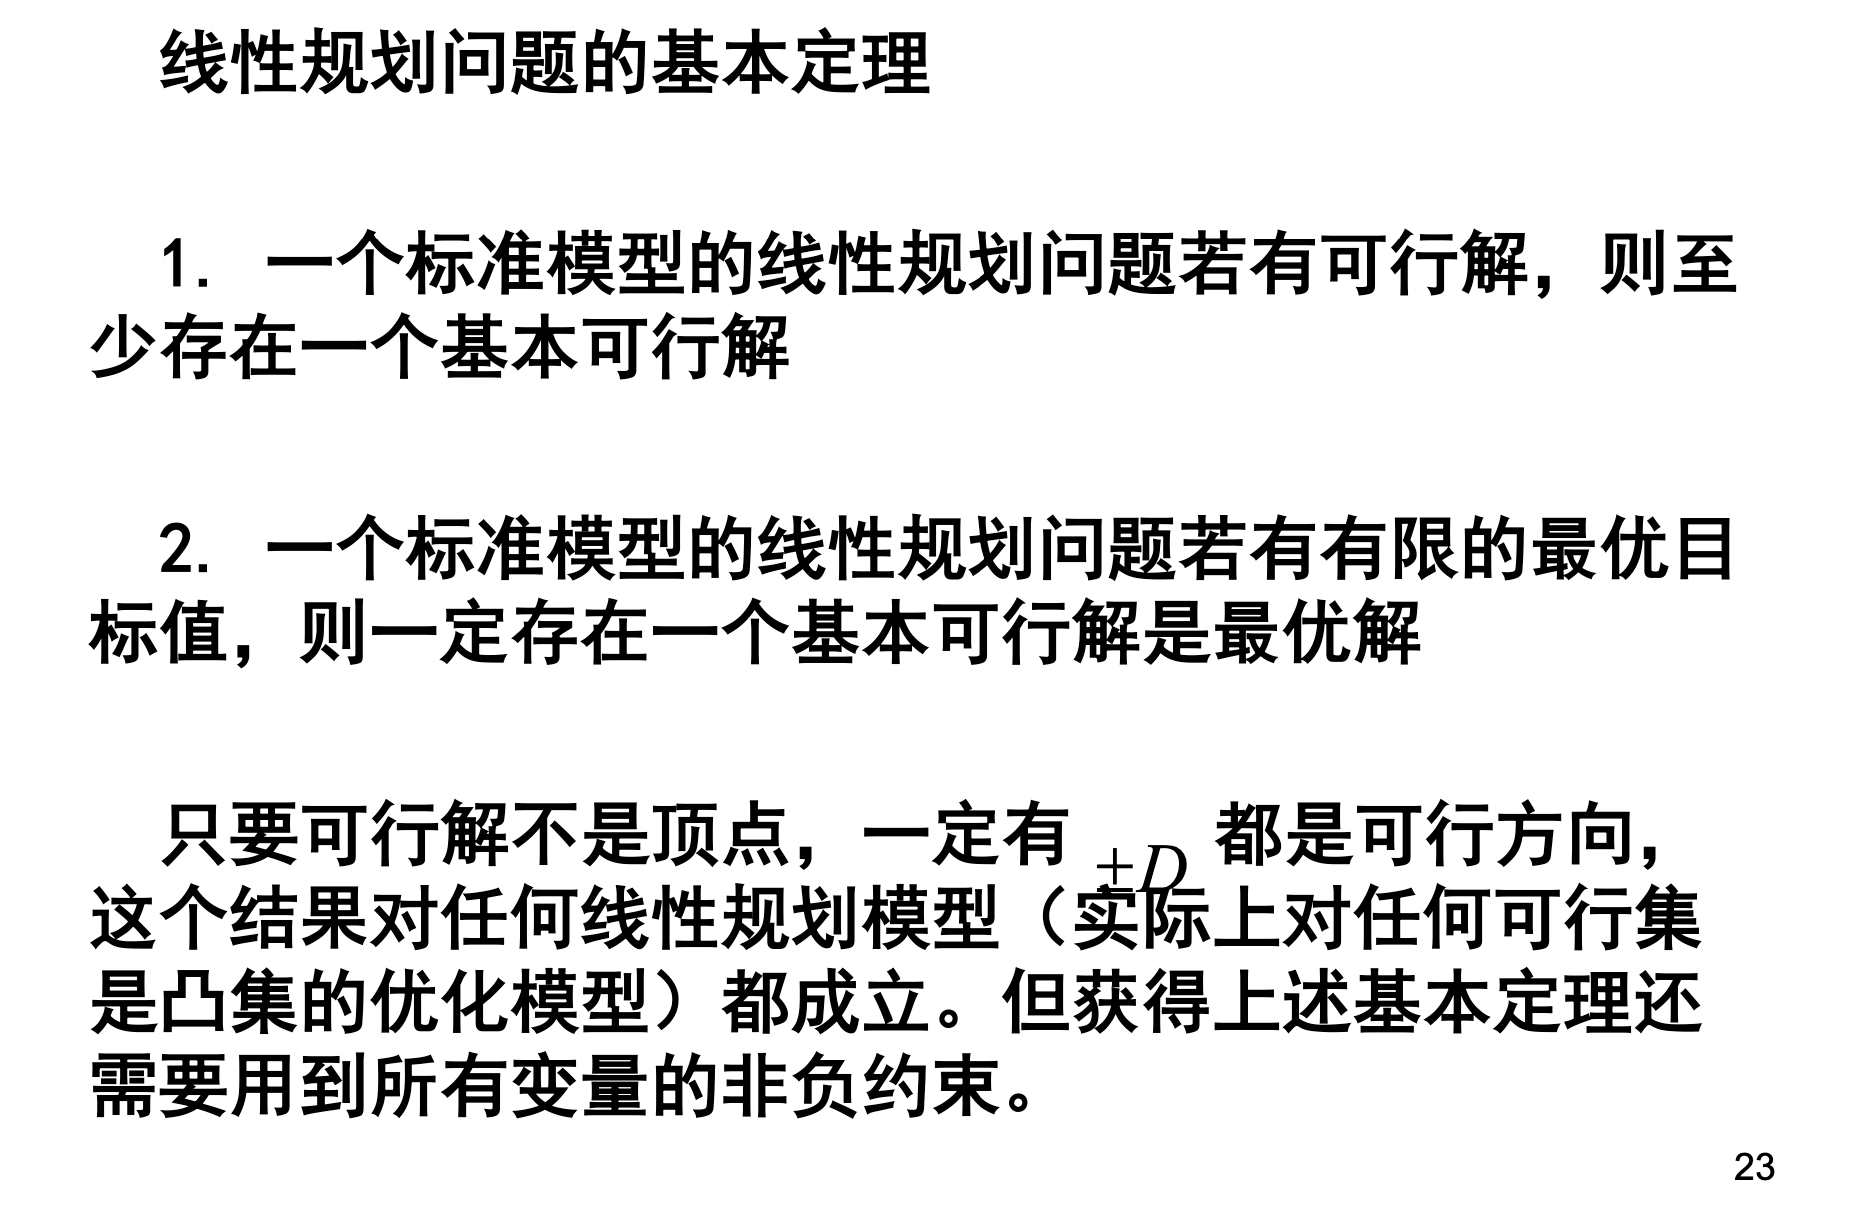 线性规划问题的基本定理
1. 一个标准模型的线性规划问题若有可行解，则至
少存在一个基本可行解
2. 一个标准模型的线性规划问题若有有限的最优目
标值，则一定存在一个基本可行解是最优解
只要可行解不是顶点，一定有 ±D 都是可行方向，
这个结果对任何线性规划模型（实际上对任何可行集
是凸集的优化模型）都成立。但获得上述基本定理还
需要用到所有变量的非负约束。
23